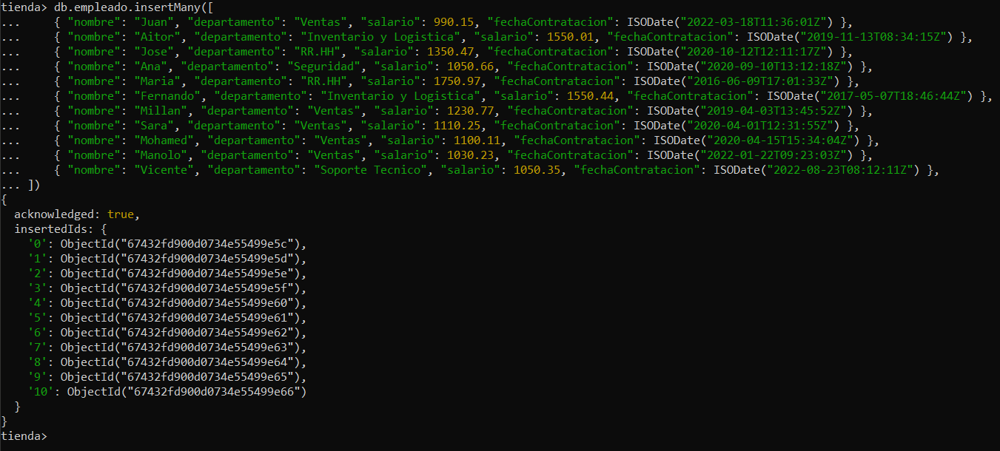 tienda> db.empleado.insertMany([
...     { "nombre": "Juan", "departamento": "Ventas", "salario": 990.15, "fechaContratacion": ISODate("2022-03-18T11:36:01Z") },
...     { "nombre": "Aitor", "departamento": "Inventario y Logistica", "salario": 1550.01, "fechaContratacion": ISODate("2019-11-13T08:34:15Z") },
...     { "nombre": "Jose", "departamento": "RR.HH", "salario": 1350.47, "fechaContratacion": ISODate("2020-10-12T12:11:17Z") },
...     { "nombre": "Ana", "departamento": "Seguridad", "salario": 1050.66, "fechaContratacion": ISODate("2020-09-10T13:12:18Z") },
...     { "nombre": "Maria", "departamento": "RR.HH", "salario": 1750.97, "fechaContratacion": ISODate("2016-06-09T17:01:33Z") },
...     { "nombre": "Fernando", "departamento": "Inventario y Logistica", "salario": 1550.44, "fechaContratacion": ISODate("2017-05-07T18:46:44Z") },
...     { "nombre": "Millan", "departamento": "Ventas", "salario": 1230.77, "fechaContratacion": ISODate("2019-04-03T13:45:52Z") },
...     { "nombre": "Sara", "departamento": "Ventas", "salario": 1110.25, "fechaContratacion": ISODate("2020-04-01T12:31:55Z") },
...     { "nombre": "Mohamed", "departamento": "Ventas", "salario": 1100.11, "fechaContratacion": ISODate("2020-04-15T15:34:04Z") },
...     { "nombre": "Manolo", "departamento": "Ventas", "salario": 1030.23, "fechaContratacion": ISODate("2022-01-22T09:23:03Z") },
...     { "nombre": "Vicente", "departamento": "Soporte Tecnico", "salario": 1050.35, "fechaContratacion": ISODate("2022-08-23T08:12:11Z") },
... ])
{
  acknowledged: true,
  insertedIds: {
    '0': ObjectId("67432fd900d0734e55499e5c"),
    '1': ObjectId("67432fd900d0734e55499e5d"),
    '2': ObjectId("67432fd900d0734e55499e5e"),
    '3': ObjectId("67432fd900d0734e55499e5f"),
    '4': ObjectId("67432fd900d0734e55499e60"),
    '5': ObjectId("67432fd900d0734e55499e61"),
    '6': ObjectId("67432fd900d0734e55499e62"),
    '7': ObjectId("67432fd900d0734e55499e63"),
    '8': ObjectId("67432fd900d0734e55499e64"),
    '9': ObjectId("67432fd900d0734e55499e65"),
    '10': ObjectId("67432fd900d0734e55499e66")
  }
}
tienda>